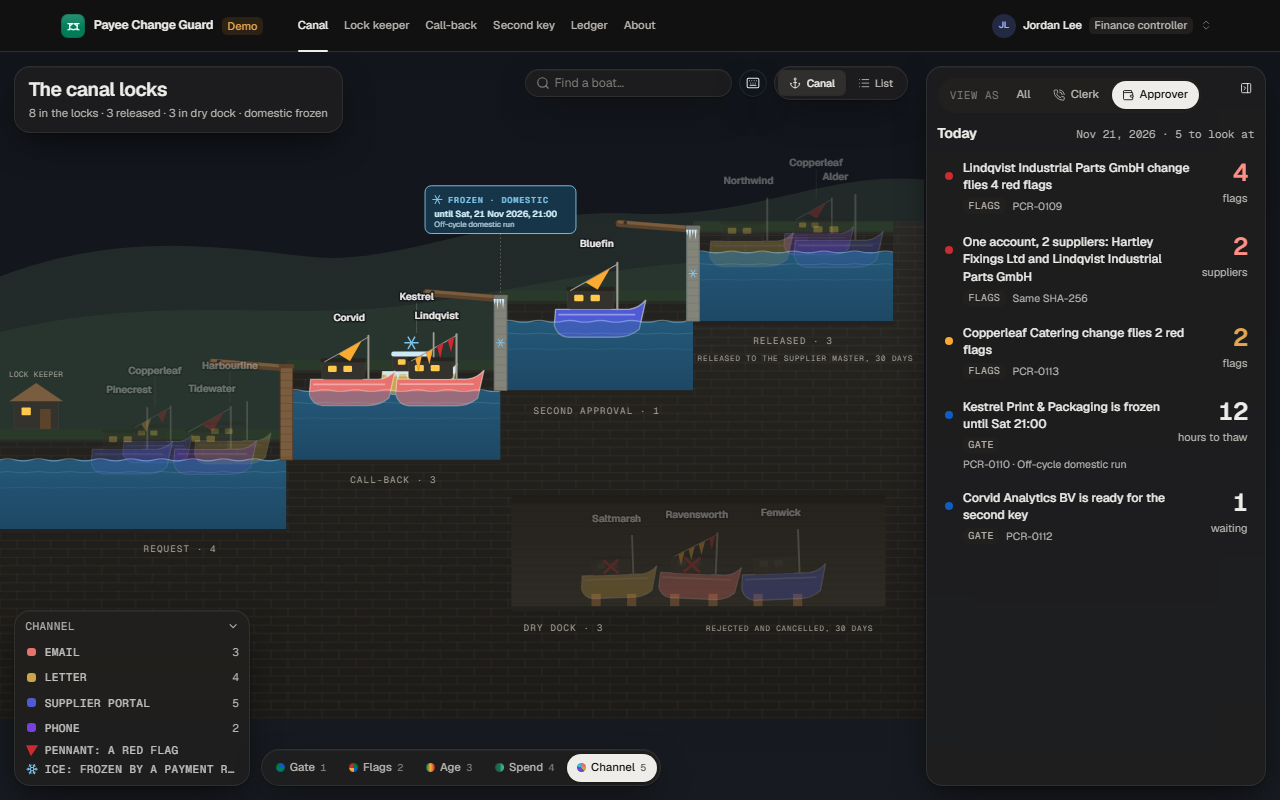 Payee Change Guard Demo Canal Lock keeper Call-back Second key Ledger About JL Jordan Lee Finance controller
The canal locks
8 in the locks · 3 released · 3 in dry dock · domestic frozen
Find a boat...
Canal List
VIEW AS All Clerk Approver
Today Nov 21, 2026 · 5 to look at
Lindqvist Industrial Parts GmbH change flies 4 red flags
4
flags
FLAGS PCR-0109
One account, 2 suppliers: Hartley Fixings Ltd and Lindqvist Industrial Parts GmbH
2
suppliers
FLAGS Same SHA-256
Copperleaf Catering change flies 2 red flags
2
flags
FLAGS PCR-0113
Kestrel Print & Packaging is frozen until Sat 21:00
12
hours to thaw
GATE
PCR-0110 · Off-cycle domestic run
Corvid Analytics BV is ready for the second key
1
waiting
GATE PCR-0112
Copperleaf
Northwind
Alder
FROZEN · DOMESTIC
until Sat, 21 Nov 2026, 21:00
Off-cycle domestic run
Bluefin
Kestrel
Corvid
Lindqvist
RELEASED · 3
RELEASED TO THE SUPPLIER MASTER, 30 DAYS
LOCK KEEPER
Copperleaf
Harbourline
Pinecrest
Tidewater
SECOND APPROVAL · 1
CALL-BACK · 3
REQUEST · 4
Saltmarsh
Ravensworth
Fenwick
DRY DOCK · 3
REJECTED AND CANCELLED, 30 DAYS
CHANNEL
EMAIL 3
LETTER 4
SUPPLIER PORTAL 5
PHONE 2
PENNANT: A RED FLAG
ICE: FROZEN BY A PAYMENT R…
Gate 1 Flags 2 Age 3 Spend 4 Channel 5